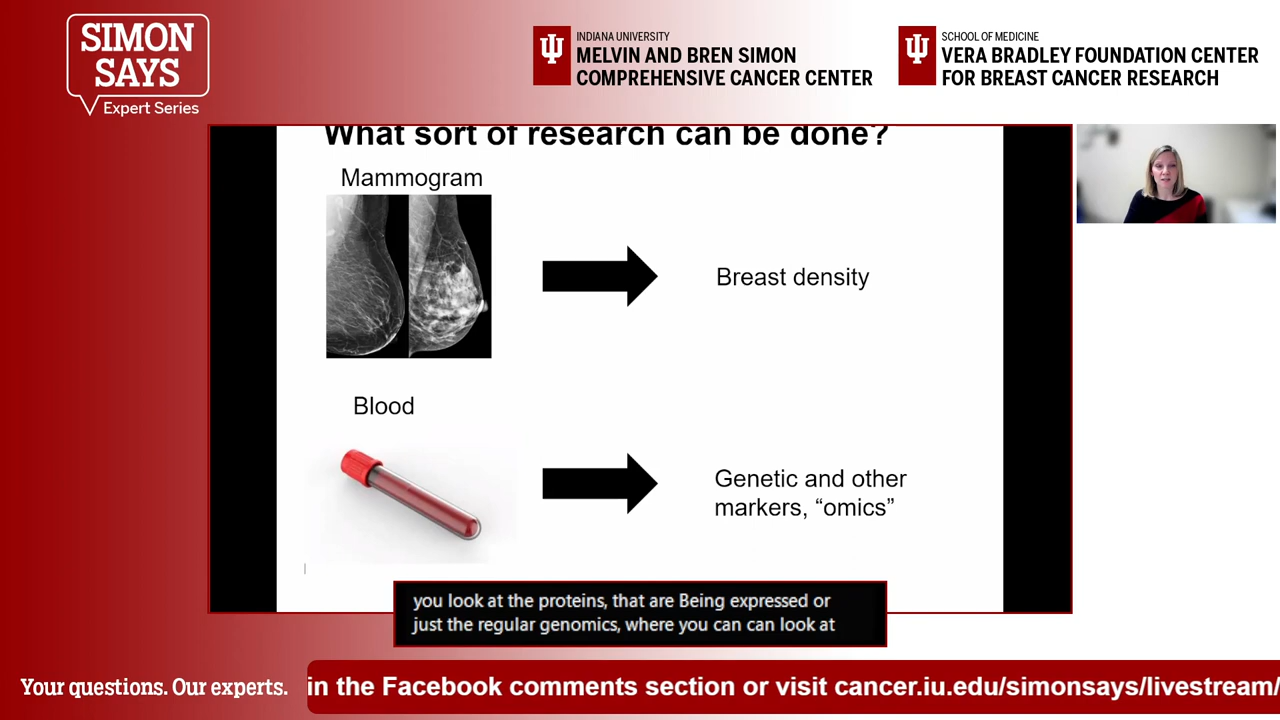 SIMON
SAYS
Expert Series
INDIANA UNIVERSITY
MELVIN AND BREN SIMON
COMPREHENSIVE CANCER CENTER
SCHOOL OF MEDICINE
VERA BRADLEY FOUNDATION CENTER
FOR BREAST CANCER RESEARCH
What sort of research can be done?
Mammogram
Breast density
Blood
Genetic and other
markers, “omics”
you look at the proteins, that are Being expressed or
just the regular genomics, where you can can look at
Your questions. Our experts.
in the Facebook comments section or visit cancer.iu.edu/simonsays/livestream/